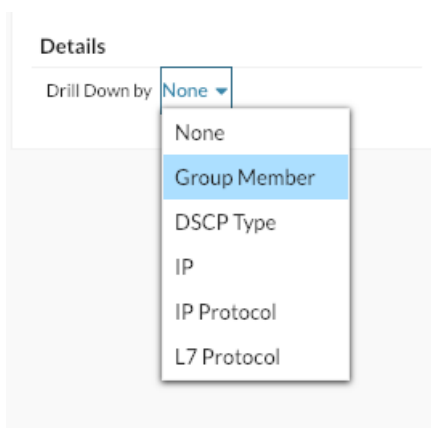 Details
Drill Down by None
None
Group Member
DSCP Type
IP
IP Protocol
L7 Protocol